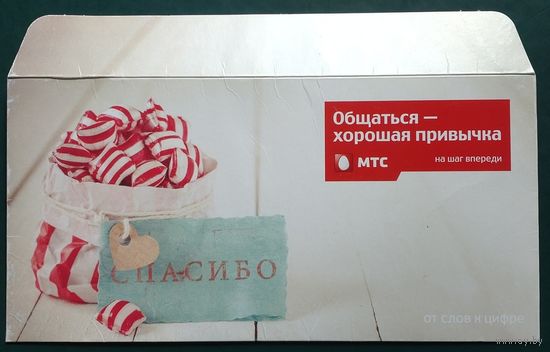 Общаться —
хорошая привычка
МТС
на шаг впереди
СПАСИБО
от слов к цифре